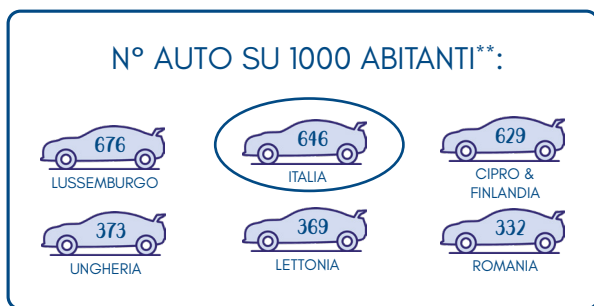 N° AUTO SU 1000 ABITANTI**:
676
646
629
LUSSEMBURGO
ITALIA
CIPRO &
FINLANDIA
373
369
332
UNGHERIA
LETTONIA
ROMANIA